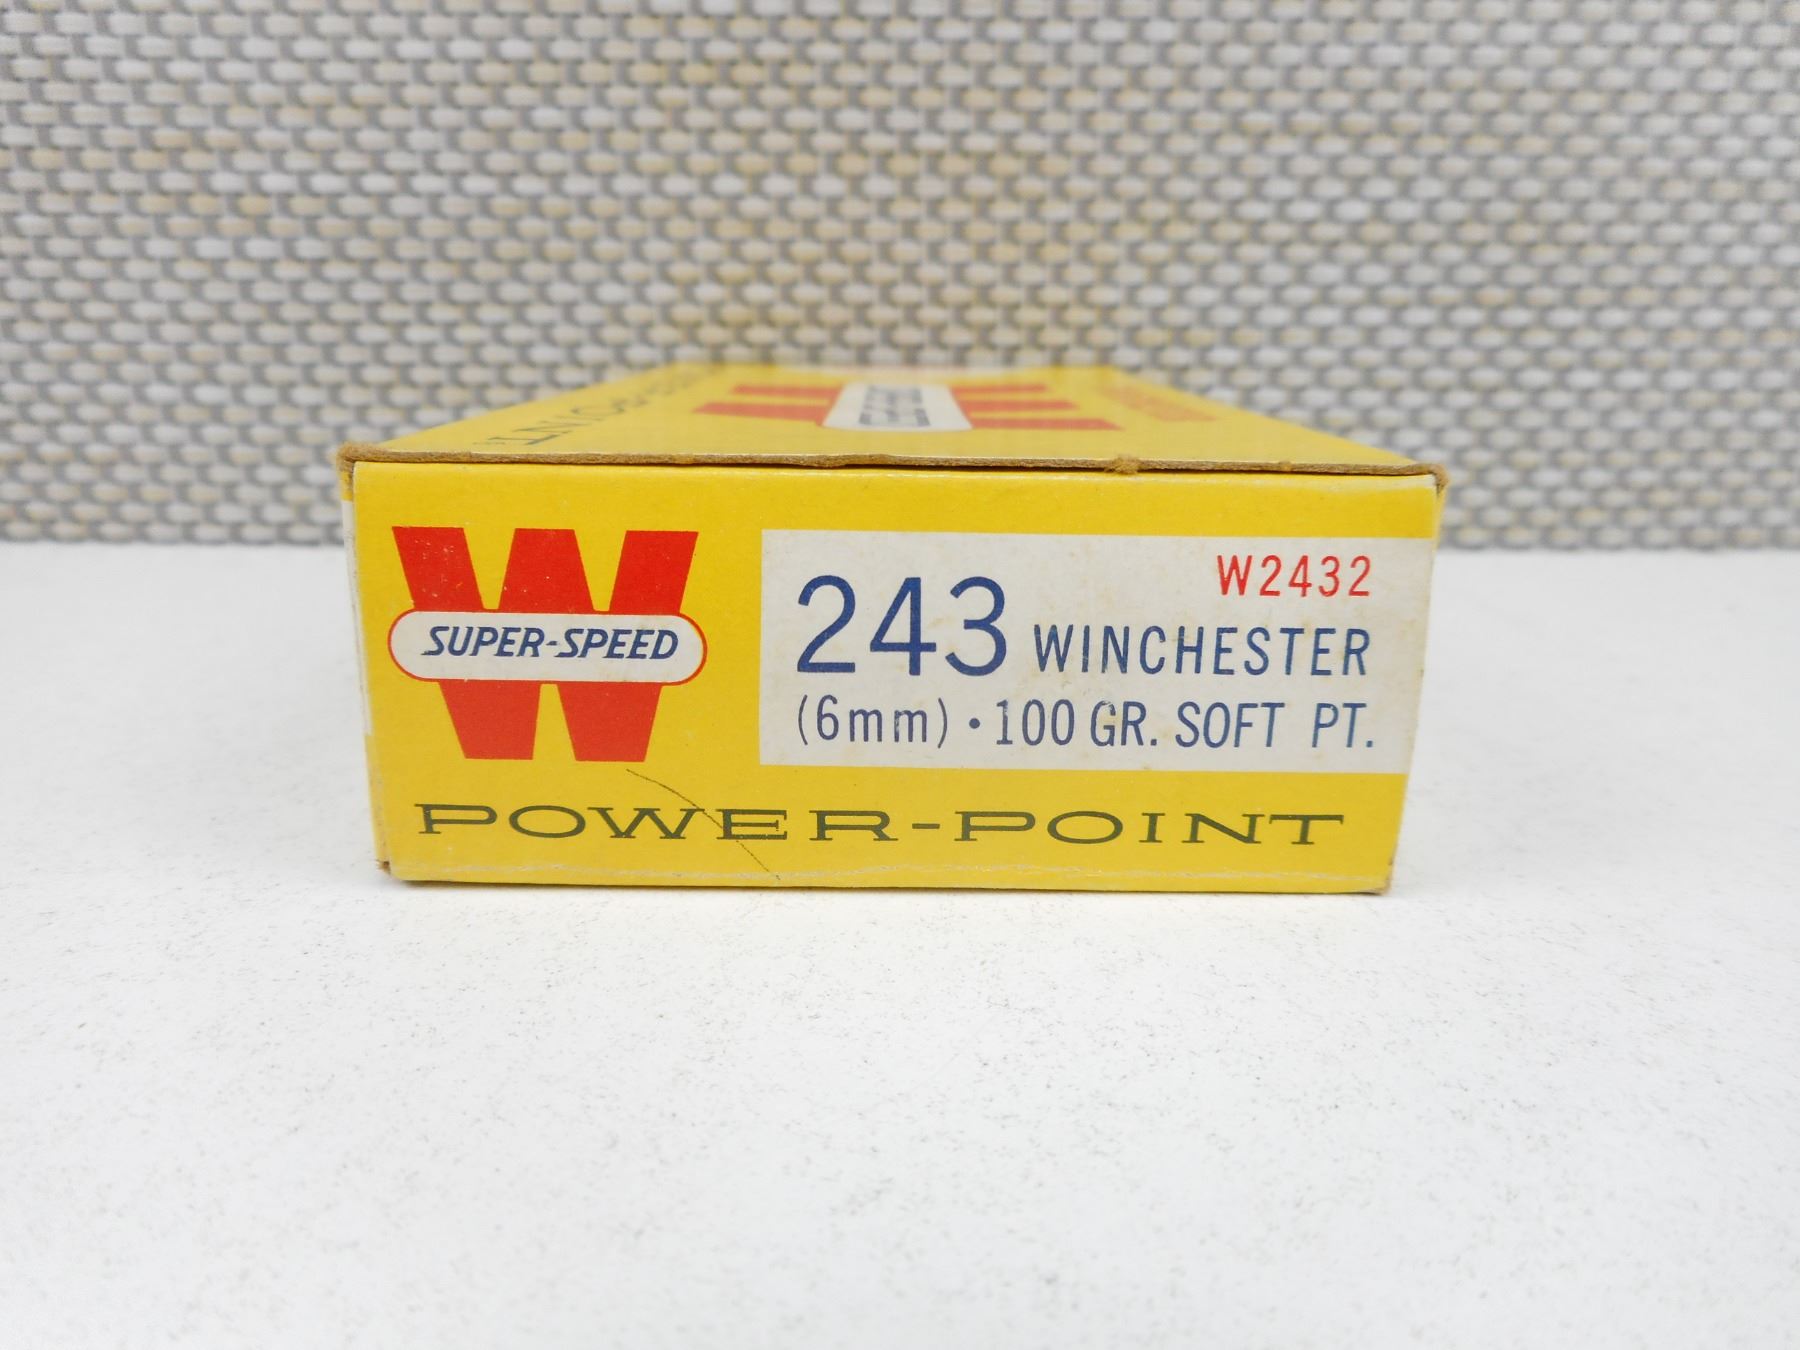 SUPER-SPEED
W2432
243 WINCHESTER
(6mm) • 100 GR. SOFT PT.
POWER-POINT